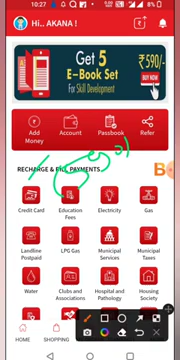 10:27
8%
Hi.. AKANA!
GET 5
E-BOOK SET
For Skill Development
₹590/-
BUY NOW
Add Money
Account
Passbook
Refer
RECHARGE & BILL PAYMENTS
Credit Card
Education Fees
Electricity
Gas
Landline Postpaid
LPG Gas
Municipal Services
Municipal Taxes
Water
Clubs and Associations
Hospital and Pathology
Housing Society
HOME
SHOPPING